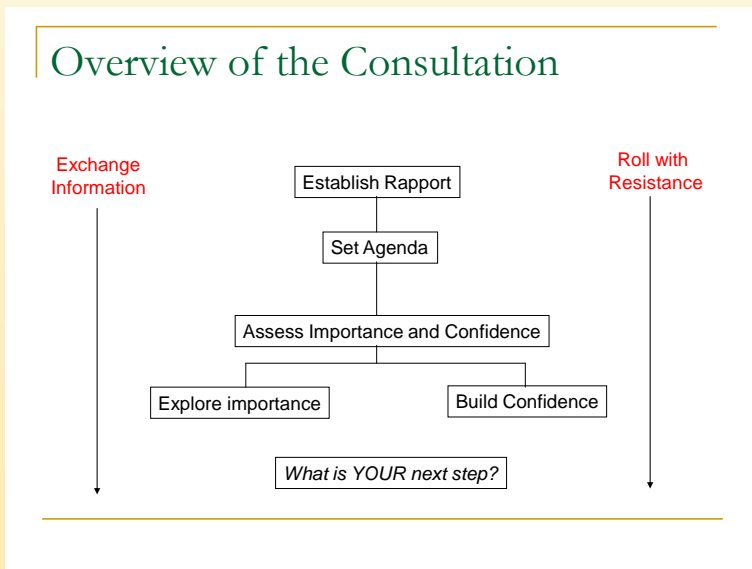 Overview of the Consultation
Exchange
Information
Establish Rapport
Roll with
Resistance
Set Agenda
Assess Importance and Confidence
Explore importance
Build Confidence
What is YOUR next step?